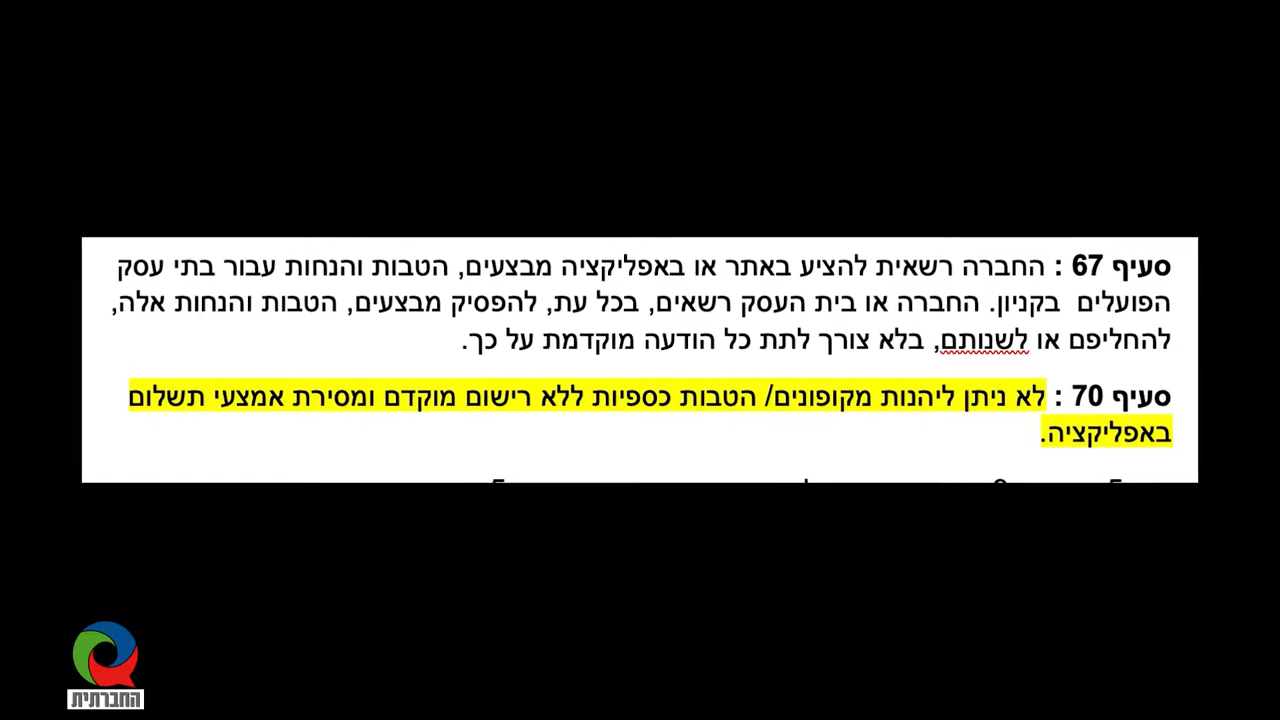 סעיף 67 : החברה רשאית להציע באתר או באפליקציה מבצעים, הטבות והנחות עבור בתי עסק
הפועלים בקניון. החברה או בית העסק רשאים, בכל עת, להפסיק מבצעים, הטבות והנחות אלה,
להחליפם או לשנותם, בלא צורך לתת כל הודעה מוקדמת על כך.
סעיף 70 : לא ניתן ליהנות מקופונים/ הטבות כספיות ללא רישום מוקדם ומסירת אמצעי תשלום
באפליקציה.
החברתית